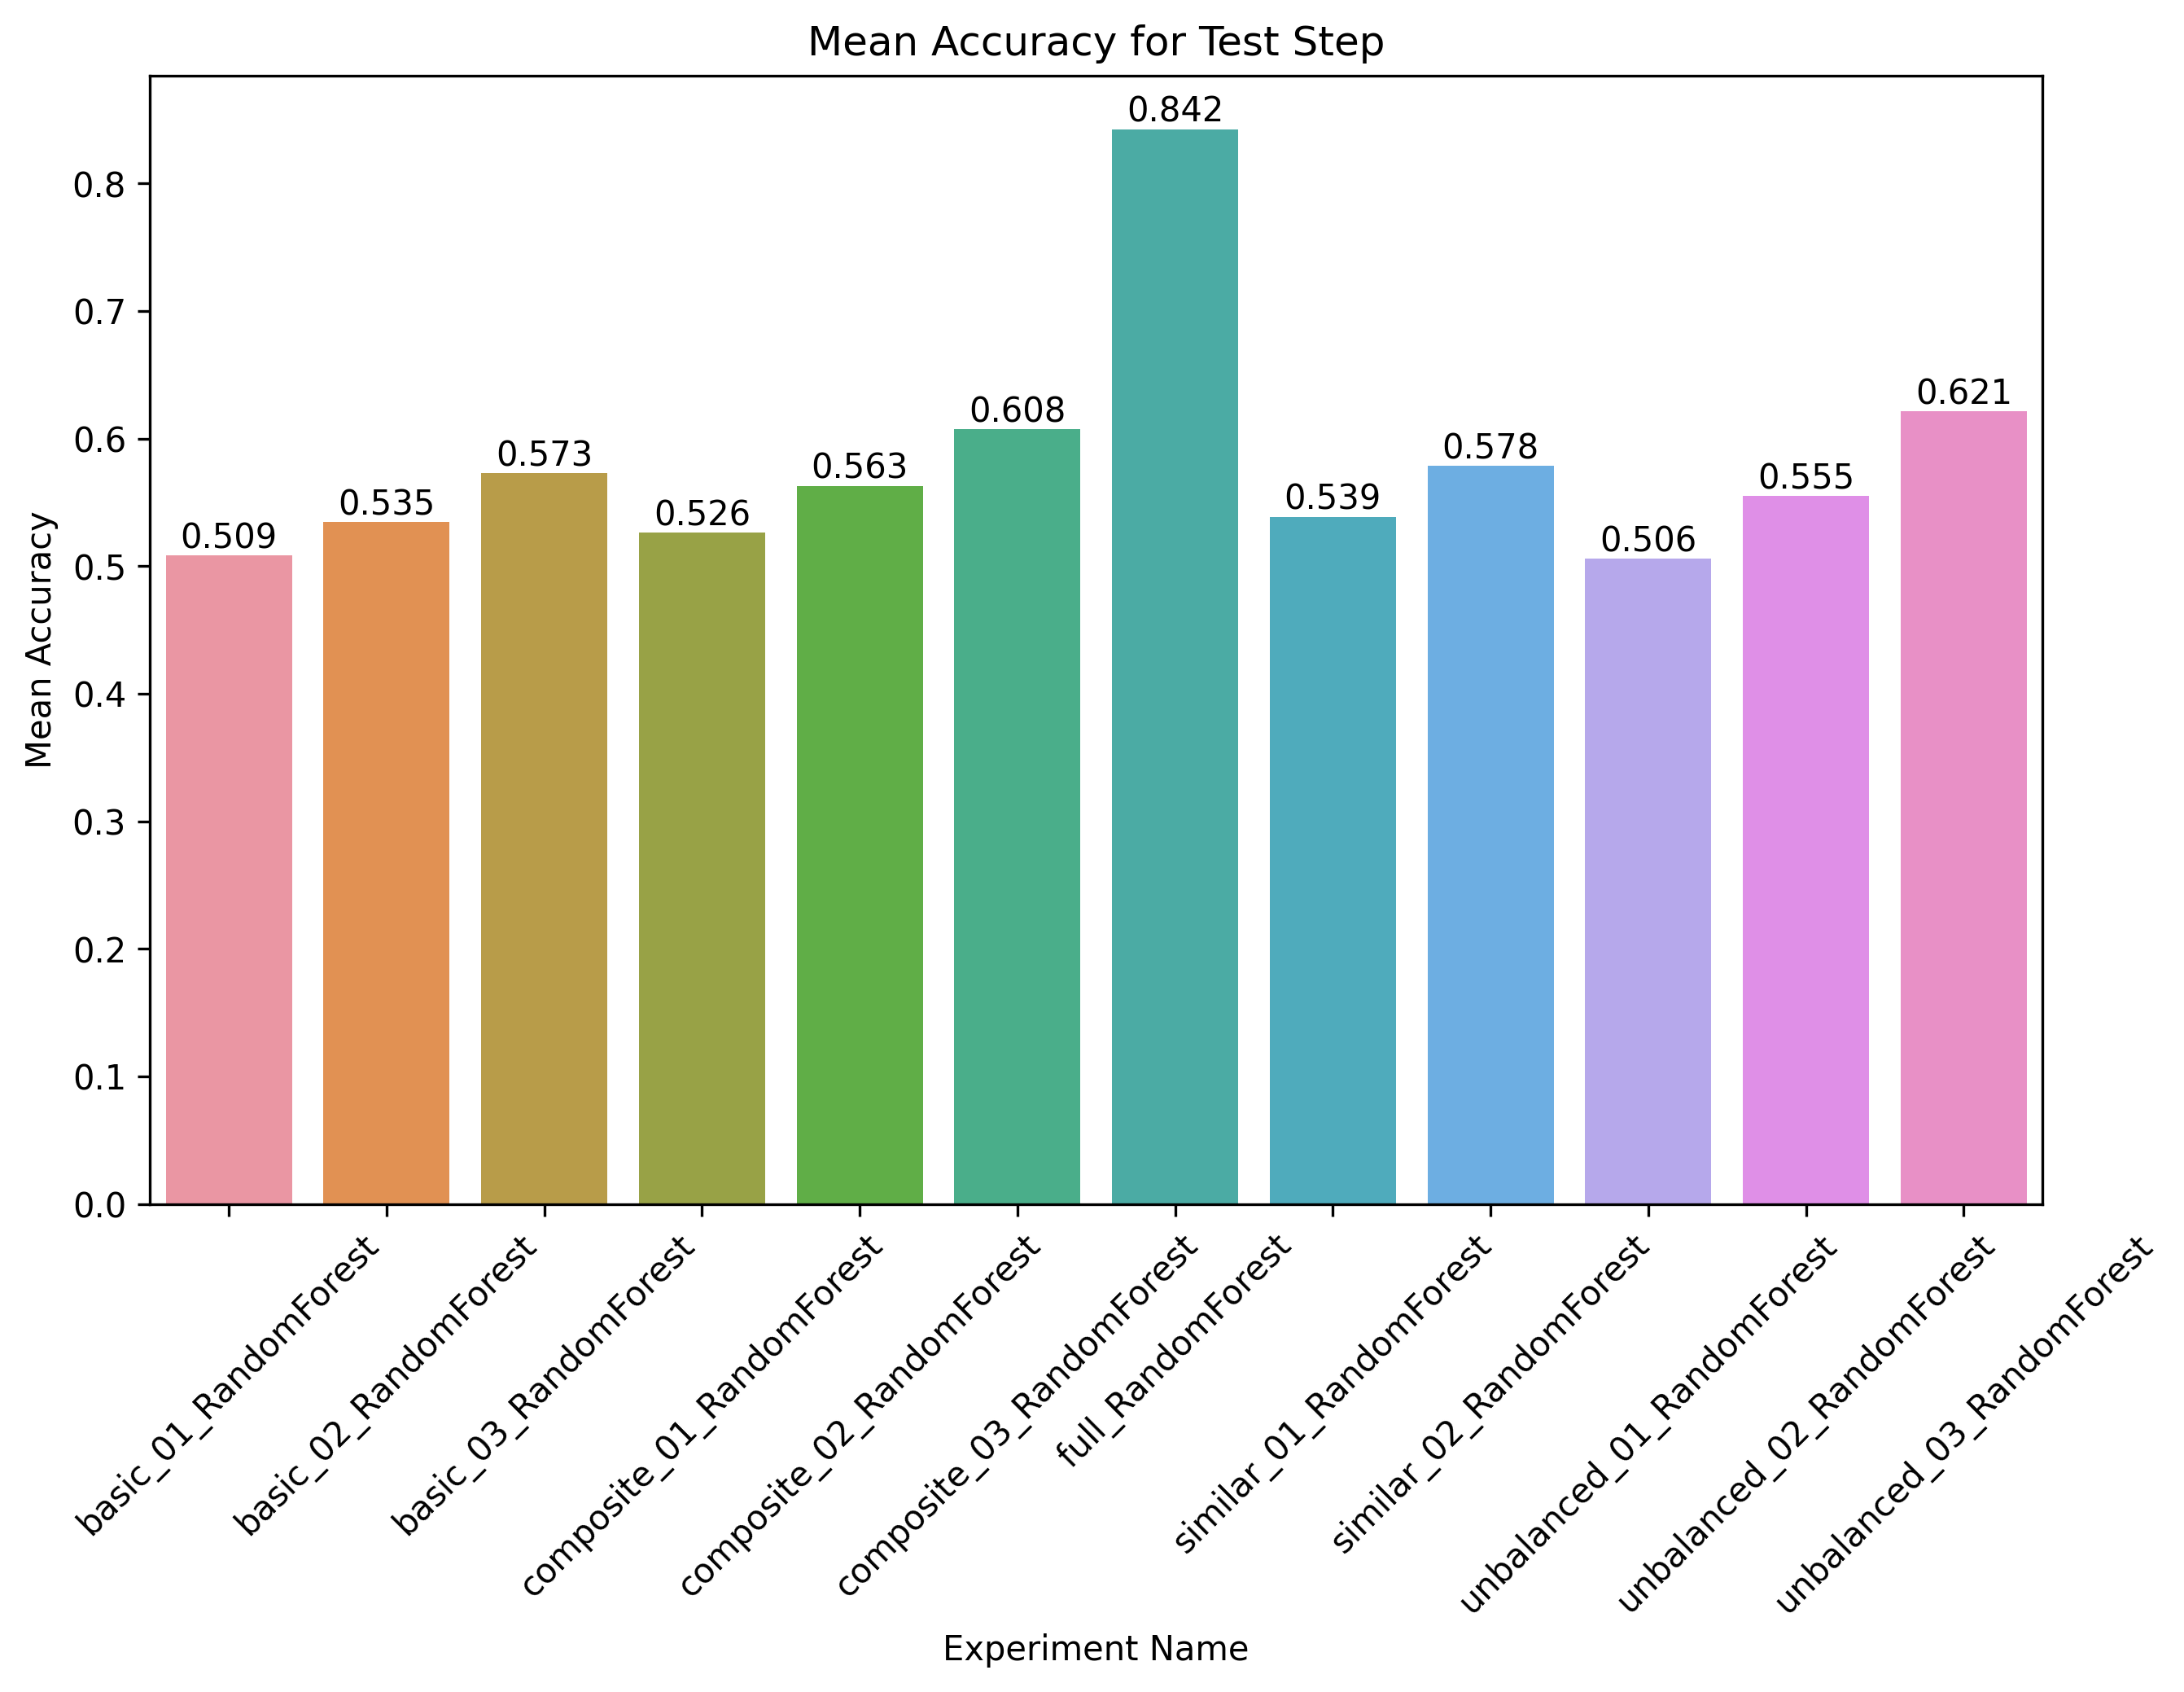 Mean Accuracy for Test Step
Mean Accuracy
0.8
0.7
0.6
0.5
0.4
0.3
0.2
0.1
0.0
0.509
0.535
0.573
0.526
0.563
0.608
0.842
0.539
0.578
0.506
0.555
0.621
basic_01_RandomForest
basic_02_RandomForest
basic_03_RandomForest
composite_01_RandomForest
composite_02_RandomForest
composite_03_RandomForest
full_RandomForest
similar_01_RandomForest
similar_02_RandomForest
unbalanced_01_RandomForest
unbalanced_02_RandomForest
unbalanced_03_RandomForest
Experiment Name